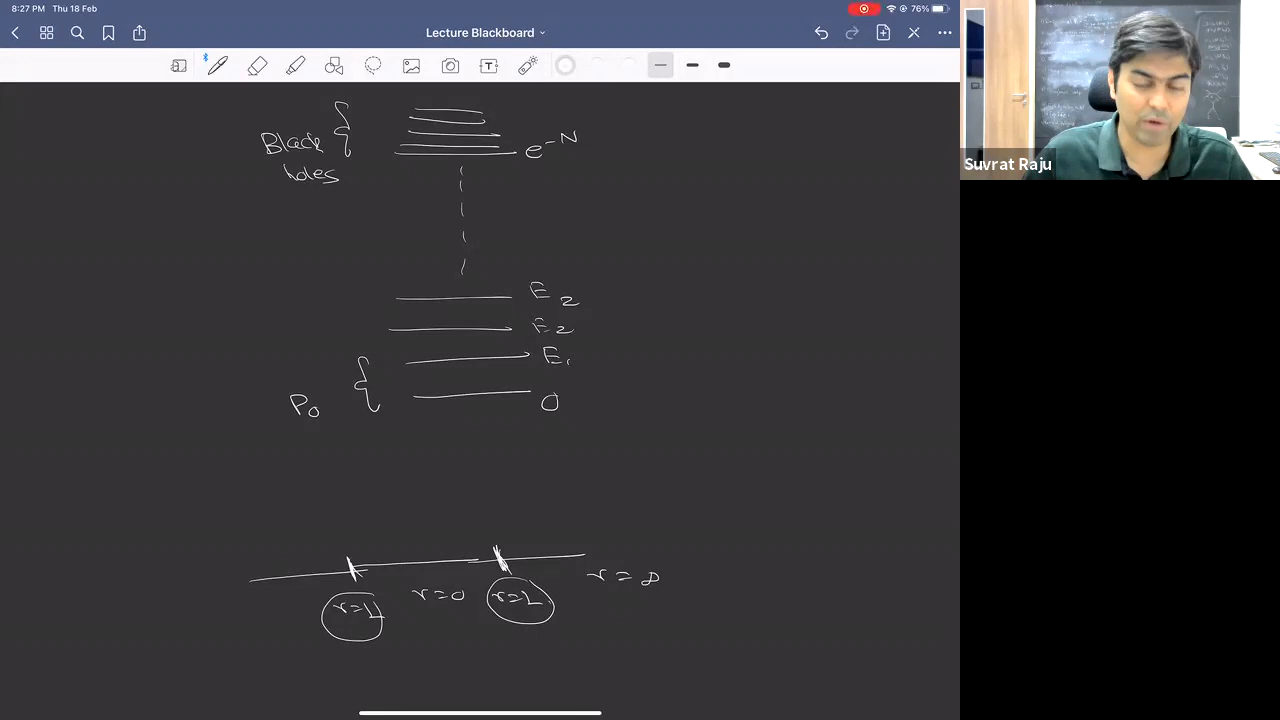 8:27 PM Thu 18 Feb
76%
Lecture Blackboard
T
Suvrat Raju
Black
holes
e-N
E2
E2
E1
P0
0
r=L
r=0
r=L
r=∞